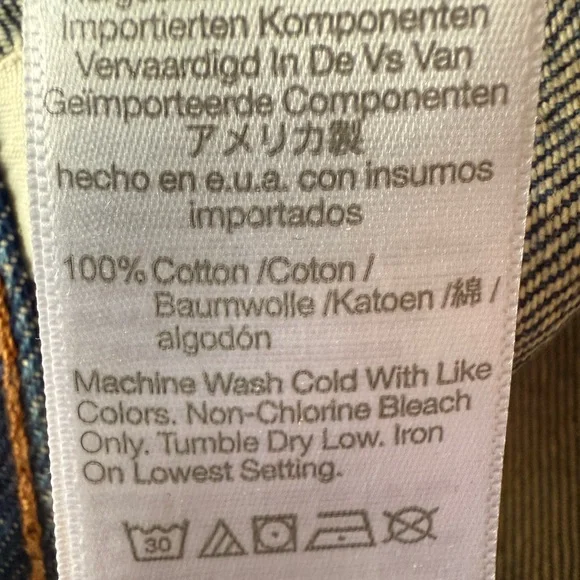 Importierten Komponenten
Vervaardigd In De Vs Van
Geïmporteerde Componenten
アメリカ製
hecho en e.u.a. con insumos
importados
100% Cotton /Coton /
Baumwolle /Katoen /綿 /
algodón
Machine Wash Cold With Like
Colors. Non-Chlorine Bleach
Only. Tumble Dry Low. Iron
On Lowest Setting.
30